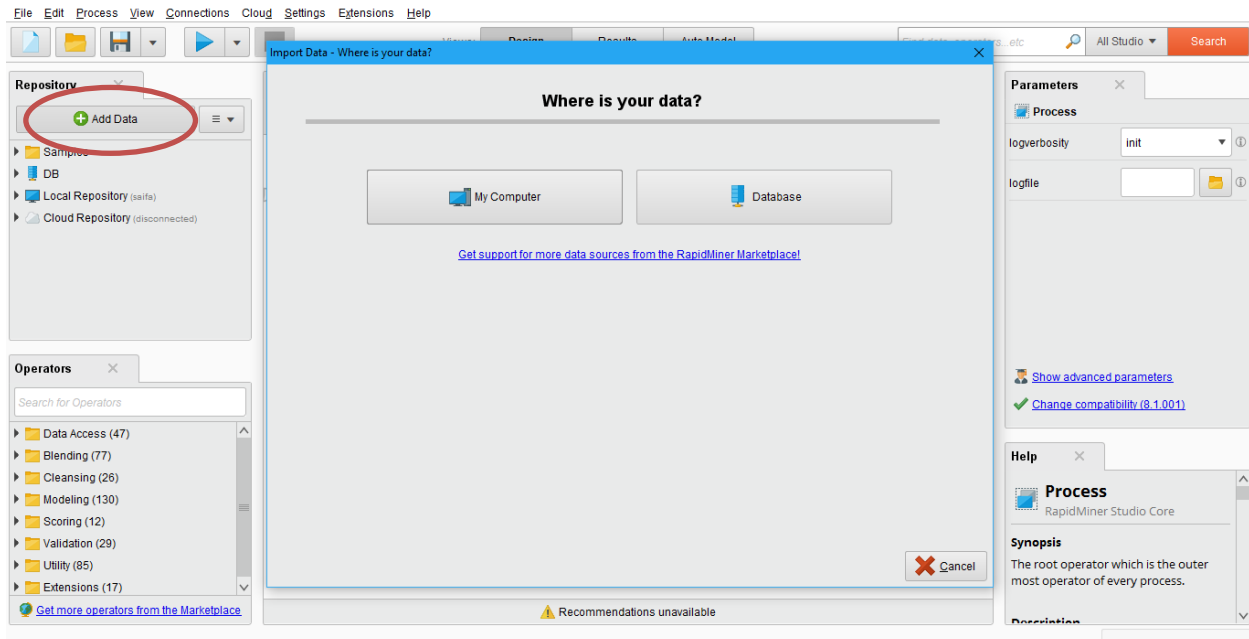 File Edit Process View Connections Cloud Settings Extensions Help
Design Results Auto Model
Find data, operators...etc All Studio Search
Import Data - Where is your data?
Repository
Add Data
Samples
DB
Local Repository (saifa)
Cloud Repository (disconnected)
Where is your data?
My Computer Database
Get support for more data sources from the RapidMiner Marketplace!
Cancel
Operators
Search for Operators
Data Access (47)
Blending (77)
Cleansing (26)
Modeling (130)
Scoring (12)
Validation (29)
Utility (85)
Extensions (17)
Get more operators from the Marketplace
Recommendations unavailable
Parameters
Process
logverbosity init
logfile
Show advanced parameters
Change compatibility (8.1.001)
Help
Process
RapidMiner Studio Core
Synopsis
The root operator which is the outer
most operator of every process.
Description